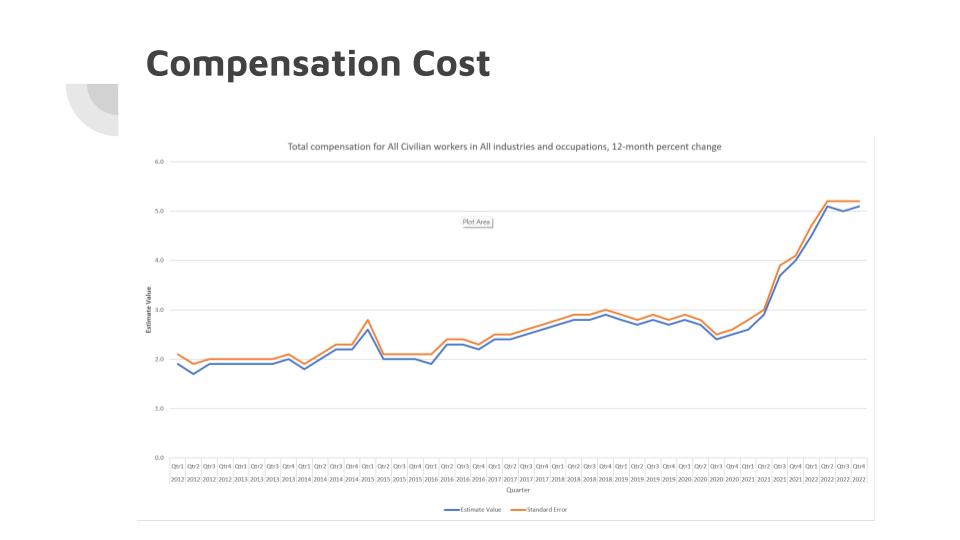 Compensation Cost
Total compensation for All Civilian workers in All industries and occupations, 12-month percent change
6.0
Plot Area
5.0
4.0
3.0
2.0
1.0
0.0
Estimate Value
Qtr1 Qtr2 Qtr3 Qtr4 Qtr1 Qtr2 Qtr3 Qtr4 Qtr1 Qtr2 Qtr3 Qtr4 Qtr1 Qtr2 Qtr3 Qtr4 Qtr1 Qtr2 Qtr3 Qtr4 Qtr1 Qtr2 Qtr3 Qtr4 Qtr1 Qtr2 Qtr3 Qtr4 Qtr1 Qtr2 Qtr3 Qtr4 Qtr1 Qtr2 Qtr3 Qtr4 Qtr1 Qtr2 Qtr3 Qtr4 Qtr1 Qtr2 Qtr3 Qtr4
2012 2012 2012 2012 2013 2013 2013 2013 2014 2014 2014 2014 2015 2015 2015 2015 2016 2016 2016 2016 2017 2017 2017 2017 2018 2018 2018 2018 2019 2019 2019 2019 2020 2020 2020 2020 2021 2021 2021 2021 2022 2022 2022 2022
Quarter
Estimate Value Standard Error